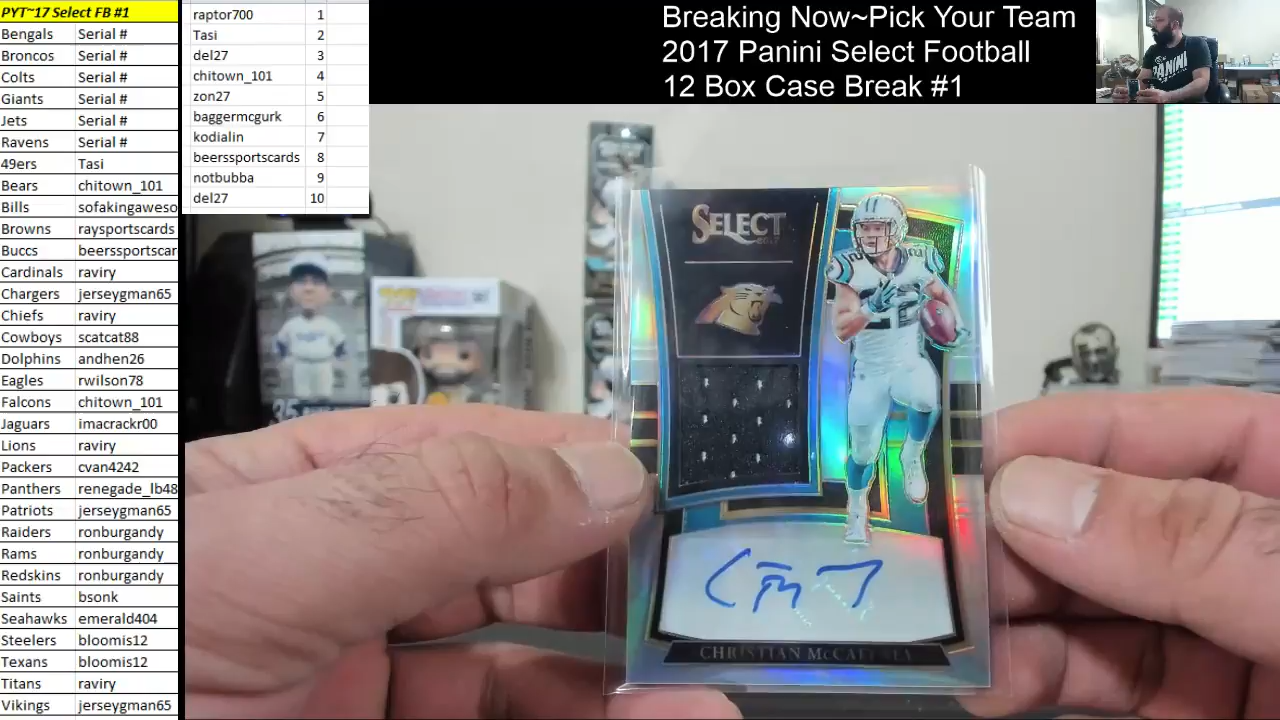 PYT~17 Select FB #1
Bengals Serial #
Broncos Serial #
Colts Serial #
Giants Serial #
Jets Serial #
Ravens Serial #
49ers Tasi
Bears chitown_101
Bills sofakingaweso
Browns raysportscards
Buccs beerssportscar
Cardinals raviry
Chargers jerseygman65
Chiefs raviry
Cowboys scatcat88
Dolphins andhen26
Eagles rwilson78
Falcons chitown_101
Jaguars imacrackr00
Lions raviry
Packers cvan4242
Panthers renegade_lb48
Patriots jerseygman65
Raiders ronburgandy
Rams ronburgandy
Redskins ronburgandy
Saints bsonk
Seahawks emerald404
Steelers bloomis12
Texans bloomis12
Titans raviry
Vikings jerseygman65
raptor700 1
Tasi 2
del27 3
chitown_101 4
zon27 5
baggermcgurk 6
kodialin 7
beerssportscards 8
notbubba 9
del27 10
Breaking Now~Pick Your Team
2017 Panini Select Football
12 Box Case Break #1
PANINI
SELECT
2017
22
CHRISTIAN McCAFFREY
35